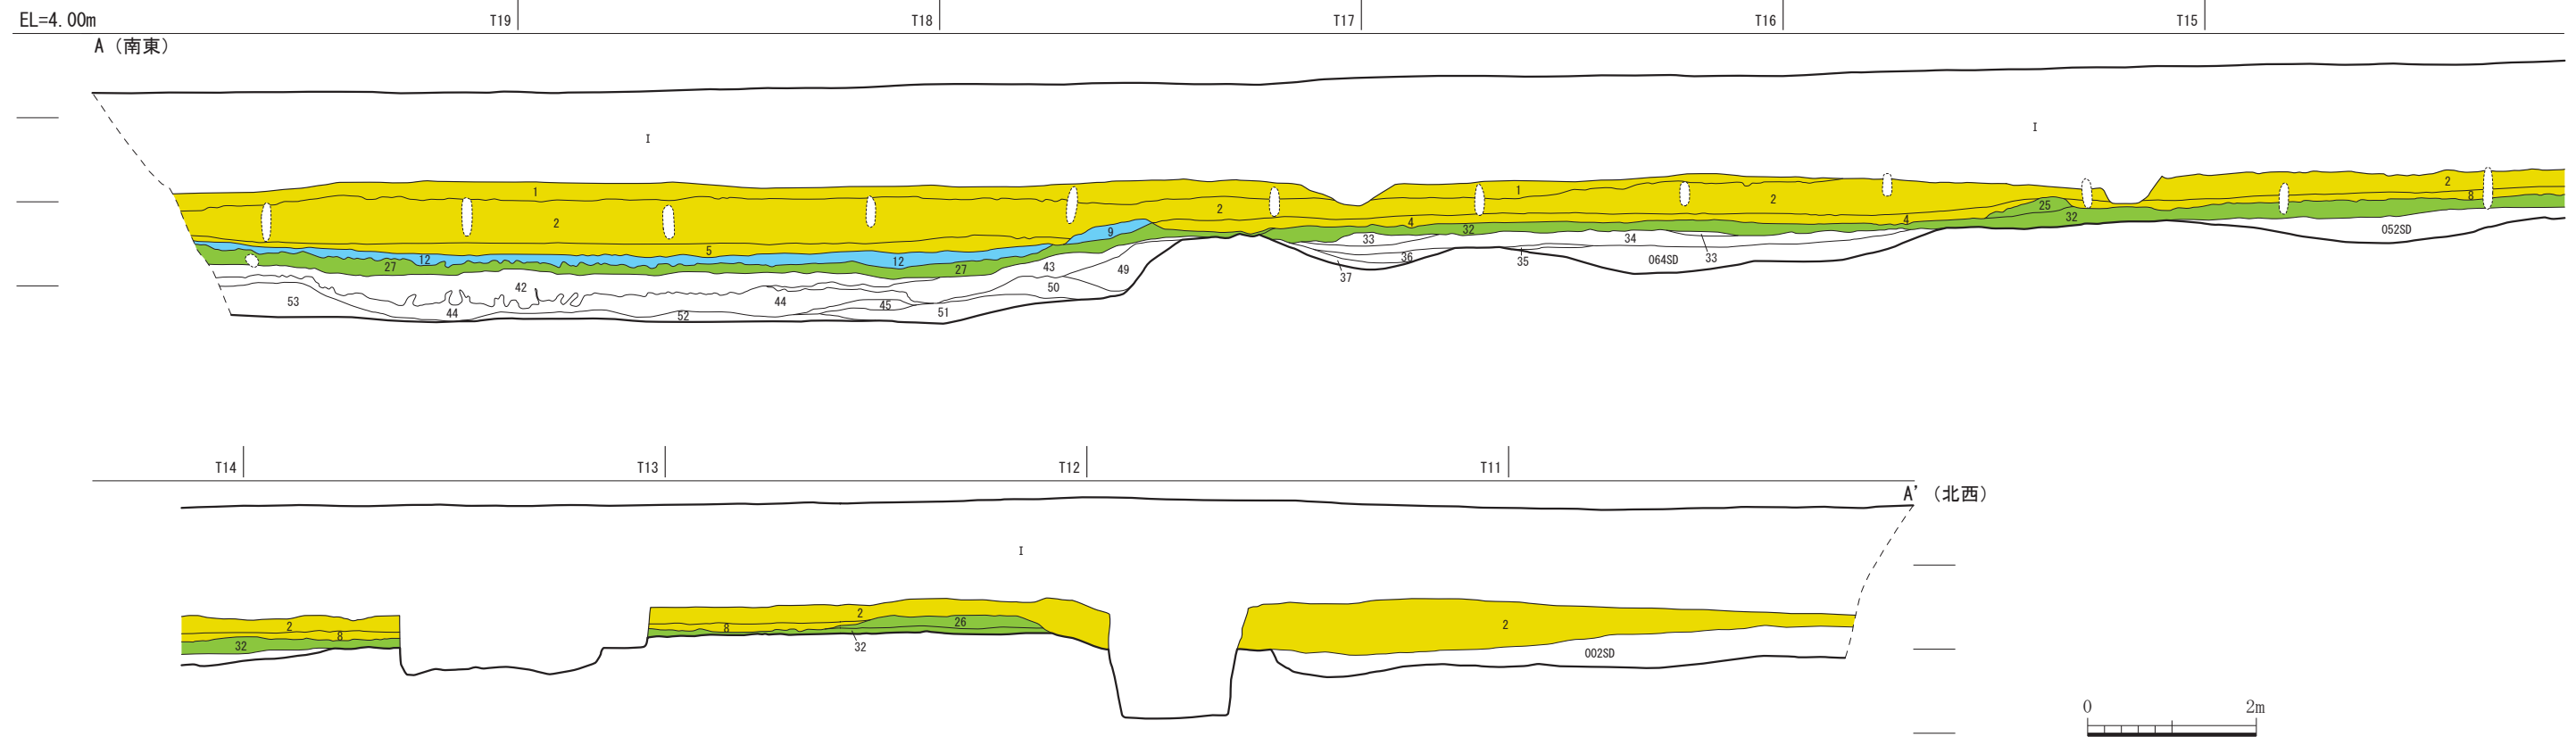 EL=4.00m
T19 T18 T17 T16 T15
A (南東)
I I
1 1
2 2 2 2
8
4 4
25
32 32
9
5
12 12
27 27
33 34 33
36 35 37
064SD
052SD
43 49
42
50
53 44 44 45
52 51
T14 T13 T12 T11
A' (北西)
I
2 8 32
2 8 26
32
2
002SD
0 2m